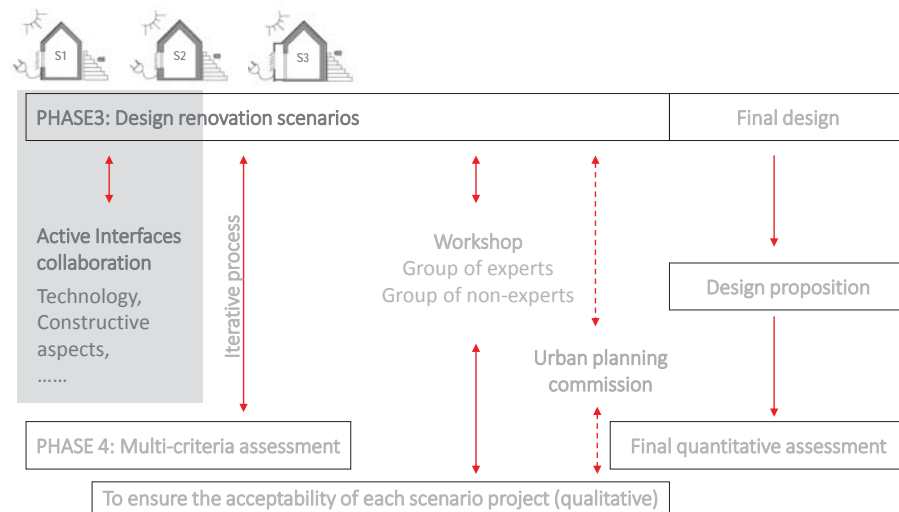 S1
S2
S3
PHASE3: Design renovation scenarios
Final design
Active Interfaces
collaboration
Technology,
Constructive
aspects,
......
Iterative process
Workshop
Group of experts
Group of non-experts
Urban planning
commission
Design proposition
PHASE 4: Multi-criteria assessment
Final quantitative assessment
To ensure the acceptability of each scenario project (qualitative)